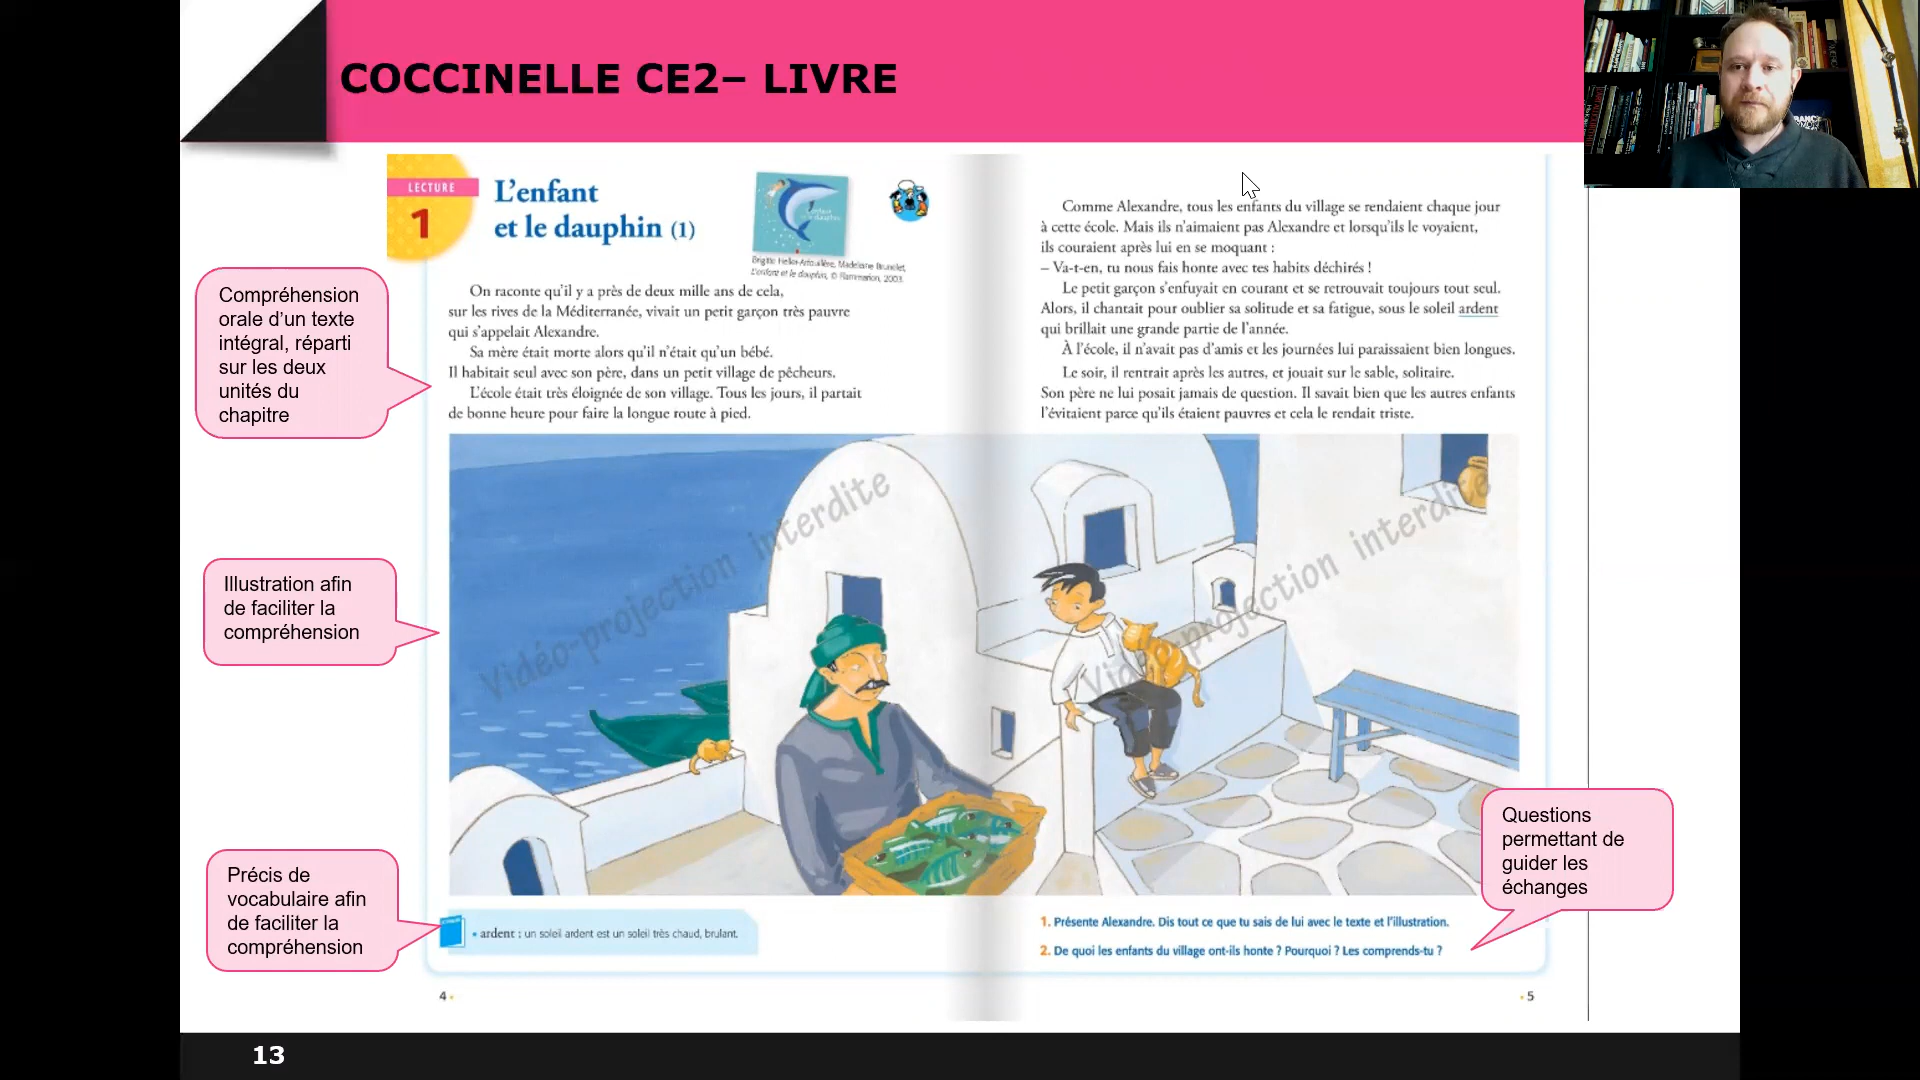 COCCINELLE CE2– LIVRE
LECTURE
1
L'enfant
et le dauphin (1)
Brigitte Heller-Arfouillère, Madeleine Brunelet,
L'enfant et le dauphin, © Flammarion, 2003.
On raconte qu'il y a près de deux mille ans de cela,
sur les rives de la Méditerranée, vivait un petit garçon très pauvre
qui s'appelait Alexandre.
Sa mère était morte alors qu'il n'était qu'un bébé.
Il habitait seul avec son père, dans un petit village de pêcheurs.
L'école était très éloignée de son village. Tous les jours, il partait
de bonne heure pour faire la longue route à pied.
Comme Alexandre, tous les enfants du village se rendaient chaque jour
à cette école. Mais ils n'aimaient pas Alexandre et lorsqu'ils le voyaient,
ils couraient après lui en se moquant :
– Va-t-en, tu nous fais honte avec tes habits déchirés !
Le petit garçon s'enfuyait en courant et se retrouvait toujours tout seul.
Alors, il chantait pour oublier sa solitude et sa fatigue, sous le soleil ardent
qui brillait une grande partie de l'année.
À l'école, il n'avait pas d'amis et les journées lui paraissaient bien longues.
Le soir, il rentrait après les autres, et jouait sur le sable, solitaire.
Son père ne lui posait jamais de question. Il savait bien que les autres enfants
l'évitaient parce qu'ils étaient pauvres et cela le rendait triste.
Compréhension
orale d'un texte
intégral, réparti
sur les deux
unités du
chapitre
Illustration afin
de faciliter la
compréhension
Précis de
vocabulaire afin
de faciliter la
compréhension
Vidéo-projection interdite
Vidéo-projection interdite
Questions
permettant de
guider les
échanges
• ardent : un soleil ardent est un soleil très chaud, brulant.
1. Présente Alexandre. Dis tout ce que tu sais de lui avec le texte et l'illustration.
2. De quoi les enfants du village ont-ils honte ? Pourquoi ? Les comprends-tu ?
4 •
• 5
13